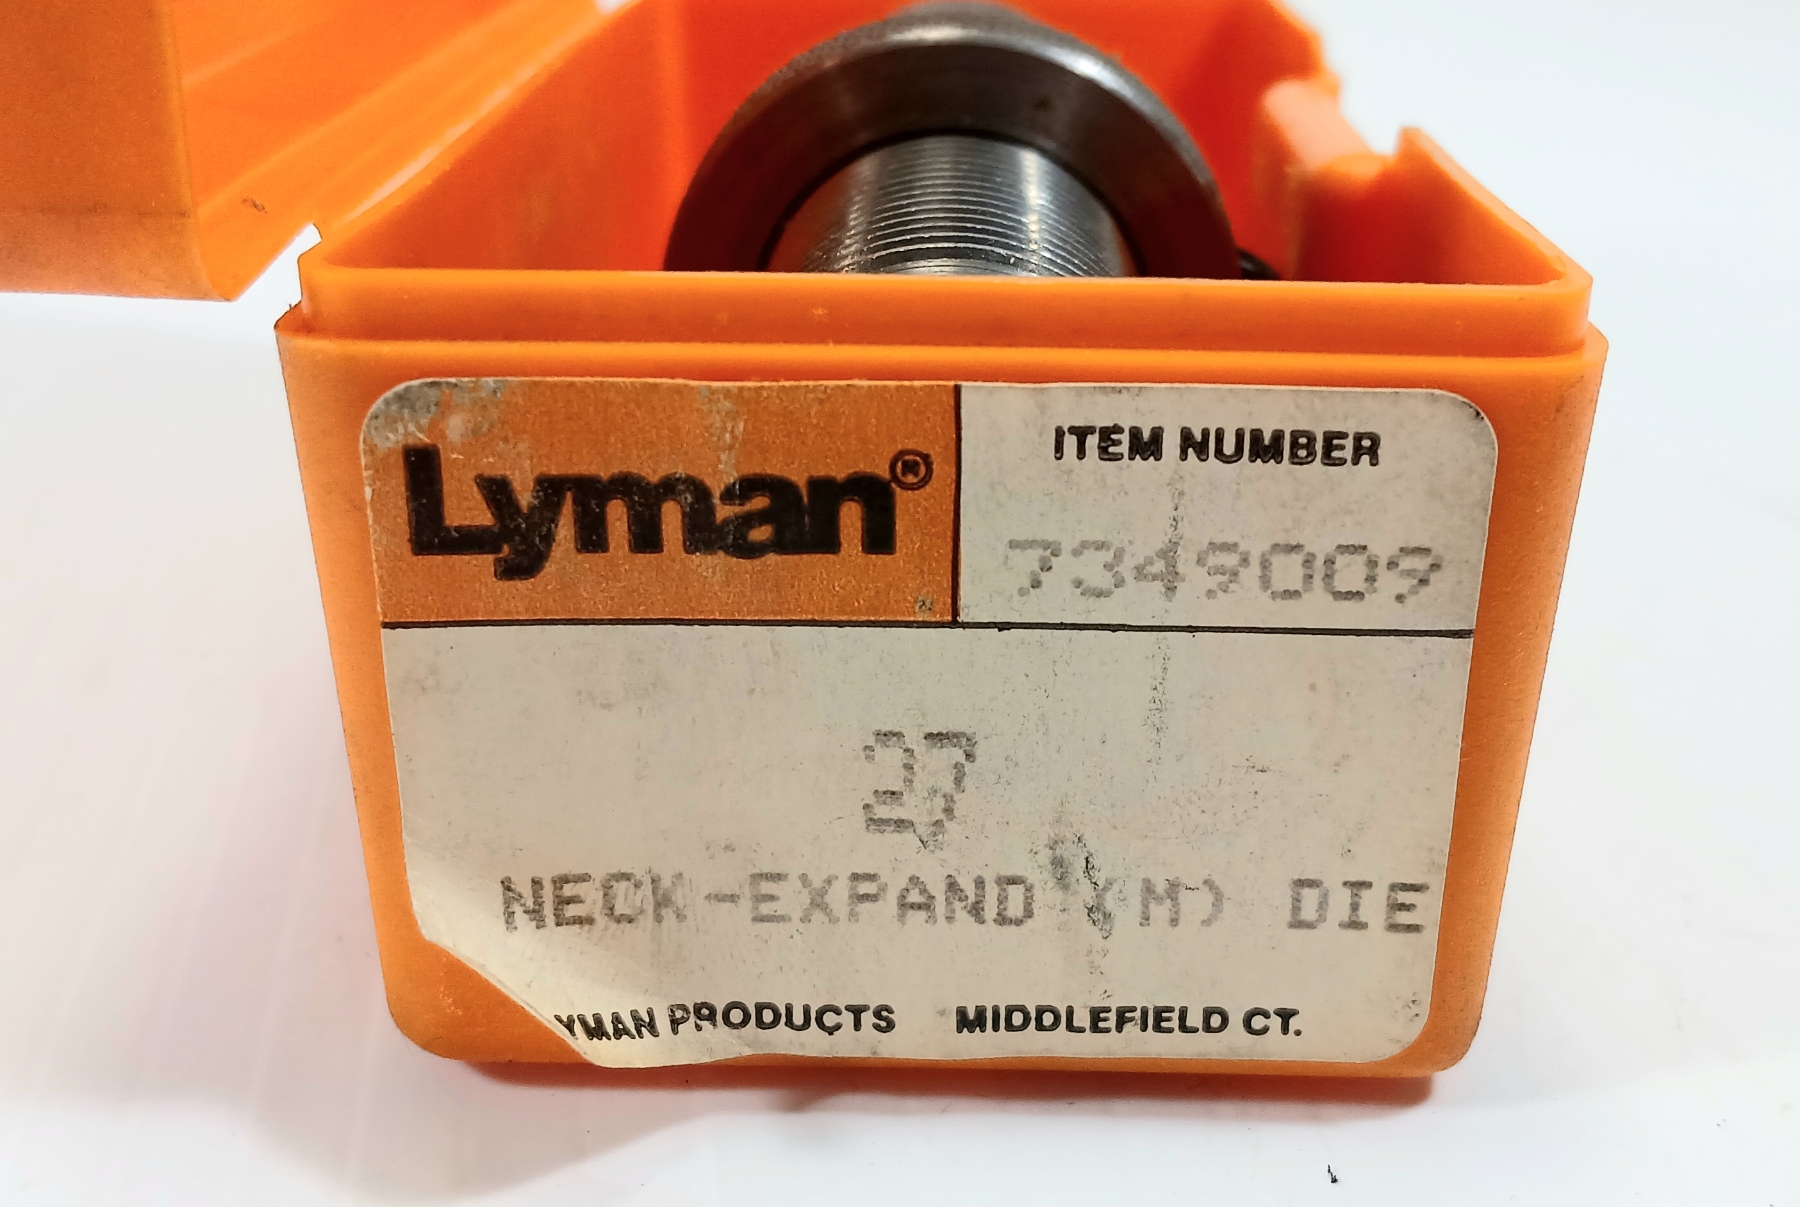 Lyman®
ITEM NUMBER
7349009
27
NECK-EXPAND (M) DIE
YMAN PRODUCTS MIDDLEFIELD CT.